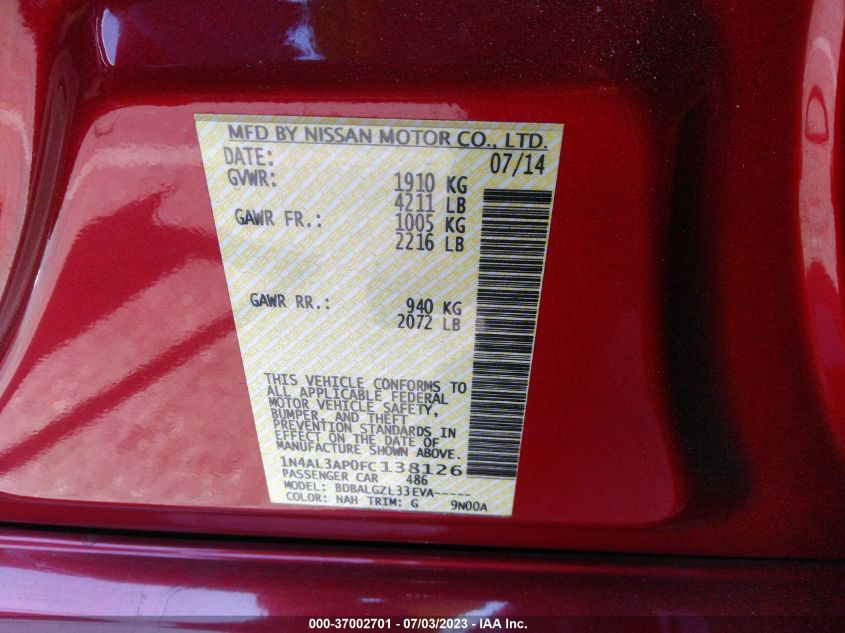 MFD BY NISSAN MOTOR CO., LTD.
DATE: 07/14
GVWR: 1910 KG
4211 LB
GAWR FR.: 1005 KG
2216 LB
GAWR RR.: 940 KG
2072 LB
THIS VEHICLE CONFORMS TO
ALL APPLICABLE FEDERAL
MOTOR VEHICLE SAFETY,
BUMPER, AND THEFT
PREVENTION STANDARDS IN
EFFECT ON THE DATE OF
MANUFACTURE SHOWN ABOVE.
1N4AL3AP0FC138126
PASSENGER CAR 486
MODEL: BDBALGZL33EVA-----
COLOR: NAH TRIM: G 9N00A
000-37002701 - 07/03/2023 - IAA Inc.